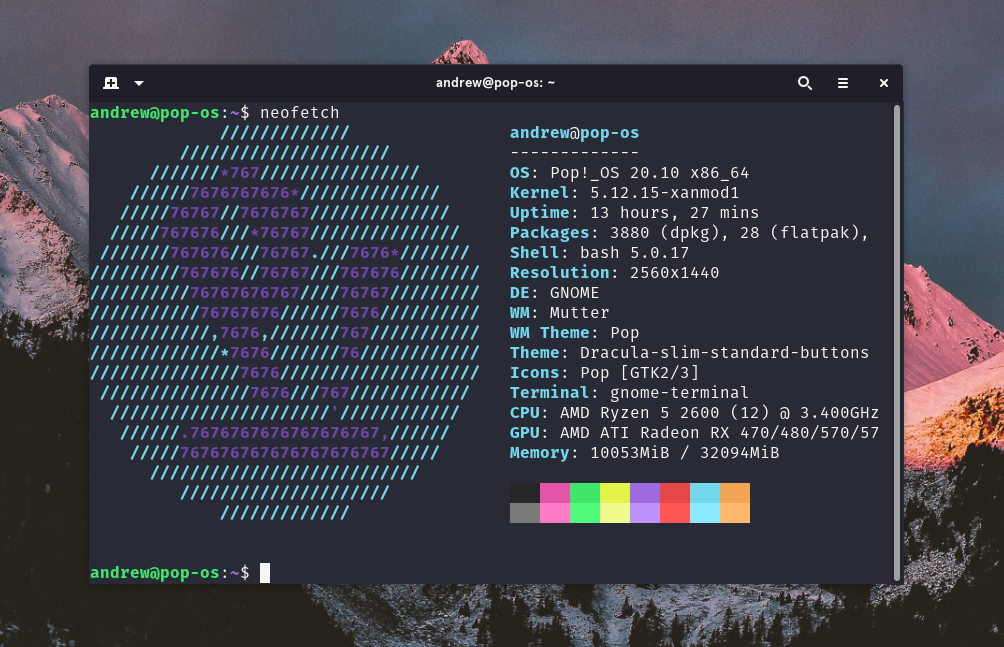 andrew@pop-os: ~
andrew@pop-os:~$ neofetch
/////////////
/////////////////////
///////*767////////////////
//////7676767676*//////////////
/////76767//7676767//////////////
/////767676///*76767///////////////
///////767676///76767.///7676*///////
/////////767676//76767///767676////////
//////////76767676767////76767/////////
///////////76767676//////7676//////////
////////////,7676,///////767///////////
/////////////*7676///////76////////////
///////////////7676////////////////////
///////////////7676///767////////////
//////////////////////'////////////
//////.7676767676767676767,//////
/////767676767676767676767/////
///////////////////////////
/////////////////////
/////////////
andrew@pop-os
-------------
OS: Pop!_OS 20.10 x86_64
Kernel: 5.12.15-xanmod1
Uptime: 13 hours, 27 mins
Packages: 3880 (dpkg), 28 (flatpak),
Shell: bash 5.0.17
Resolution: 2560x1440
DE: GNOME
WM: Mutter
WM Theme: Pop
Theme: Dracula-slim-standard-buttons
Icons: Pop [GTK2/3]
Terminal: gnome-terminal
CPU: AMD Ryzen 5 2600 (12) @ 3.400GHz
GPU: AMD ATI Radeon RX 470/480/570/57
Memory: 10053MiB / 32094MiB
andrew@pop-os:~$